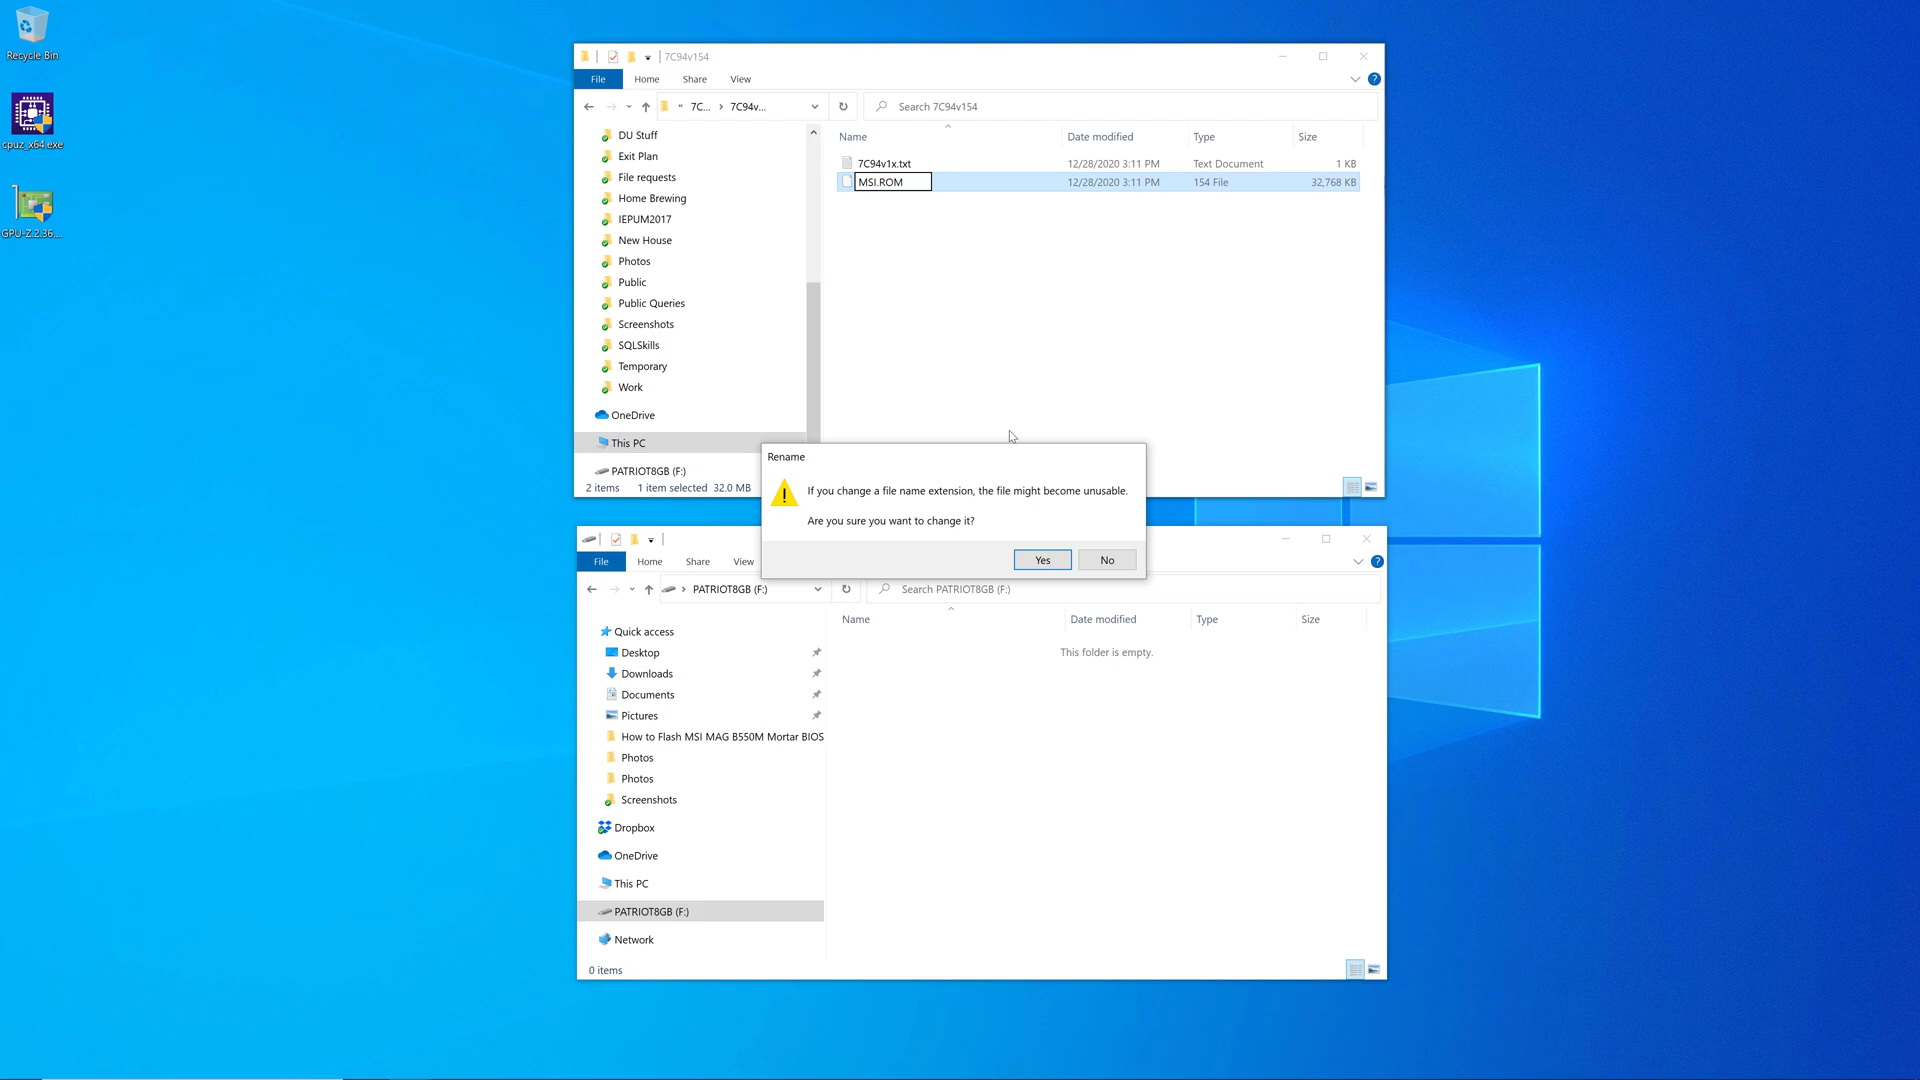 Recycle Bin
cpuz_x64.exe
GPU-Z.2.36....
7C94v154
File Home Share View
7C... 7C94v... Search 7C94v154
DU Stuff
Exit Plan
File requests
Home Brewing
IEPUM2017
New House
Photos
Public
Public Queries
Screenshots
SQLSkills
Temporary
Work
OneDrive
This PC
PATRIOT8GB (F:)
Name Date modified Type Size
7C94v1x.txt 12/28/2020 3:11 PM Text Document 1 KB
MSI.ROM 12/28/2020 3:11 PM 154 File 32,768 KB
2 items 1 item selected 32.0 MB
Rename
If you change a file name extension, the file might become unusable.
Are you sure you want to change it?
Yes No
File Home Share View
PATRIOT8GB (F:) Search PATRIOT8GB (F:)
Quick access
Desktop
Downloads
Documents
Pictures
How to Flash MSI MAG B550M Mortar BIOS
Photos
Photos
Screenshots
Dropbox
OneDrive
This PC
PATRIOT8GB (F:)
Network
Name Date modified Type Size
This folder is empty.
0 items